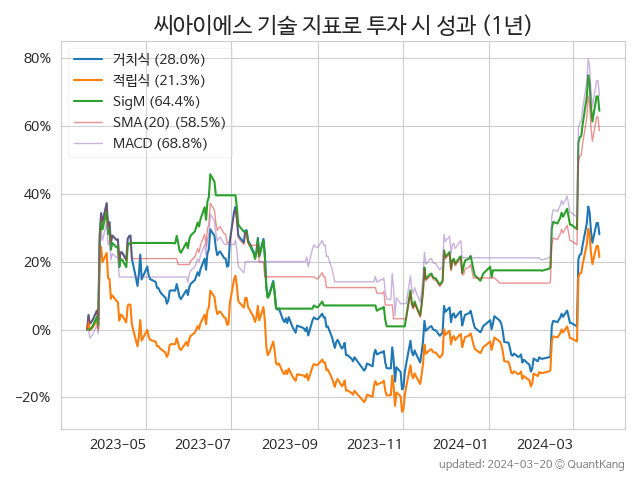 씨아이에스 기술 지표로 투자 시 성과 (1년)
80%
60%
40%
20%
0%
−20%
거치식 (28.0%)
적립식 (21.3%)
SigM (64.4%)
SMA(20) (58.5%)
MACD (68.8%)
2023-05
2023-07
2023-09
2023-11
2024-01
2024-03
updated: 2024-03-20 © QuantKang